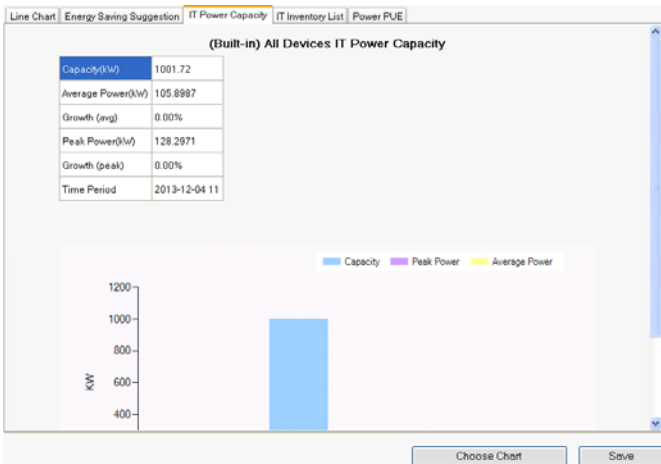 Line Chart Energy Saving Suggestion IT Power Capacity IT Inventory List Power PUE
(Built-in) All Devices IT Power Capacity
Capacity(kW) 1001.72
Average Power(kW) 105.8987
Growth (avg) 0.00%
Peak Power(kW) 128.2971
Growth (peak) 0.00%
Time Period 2013-12-04 11
Capacity Peak Power Average Power
1200
1000
800
KW
600
400
Choose Chart Save